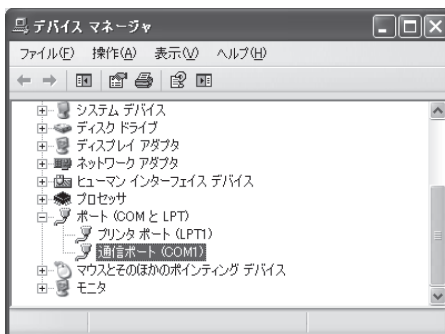 デバイス マネージャ
ファイル(F) 操作(A) 表示(V) ヘルプ(H)
システム デバイス
ディスク ドライブ
ディスプレイ アダプタ
ネットワーク アダプタ
ヒューマン インターフェイス デバイス
プロセッサ
ポート (COM と LPT)
プリンタ ポート (LPT1)
通信ポート (COM1)
マウスとそのほかのポインティング デバイス
モニタ